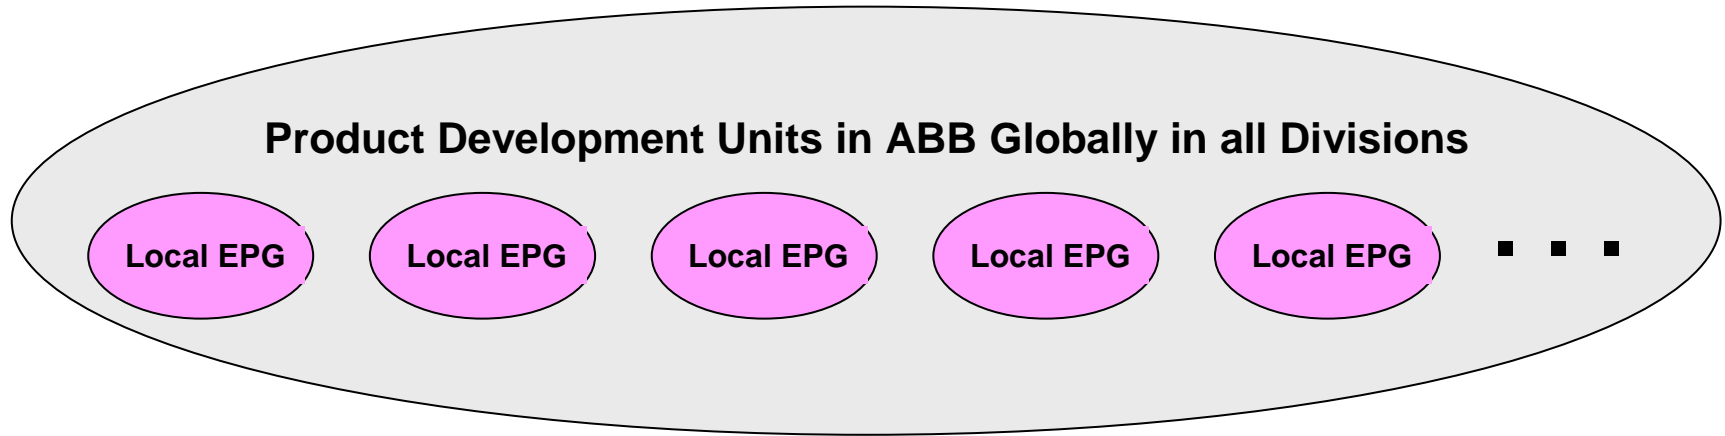 Product Development Units in ABB Globally in all Divisions
Local EPG Local EPG Local EPG Local EPG Local EPG . . .